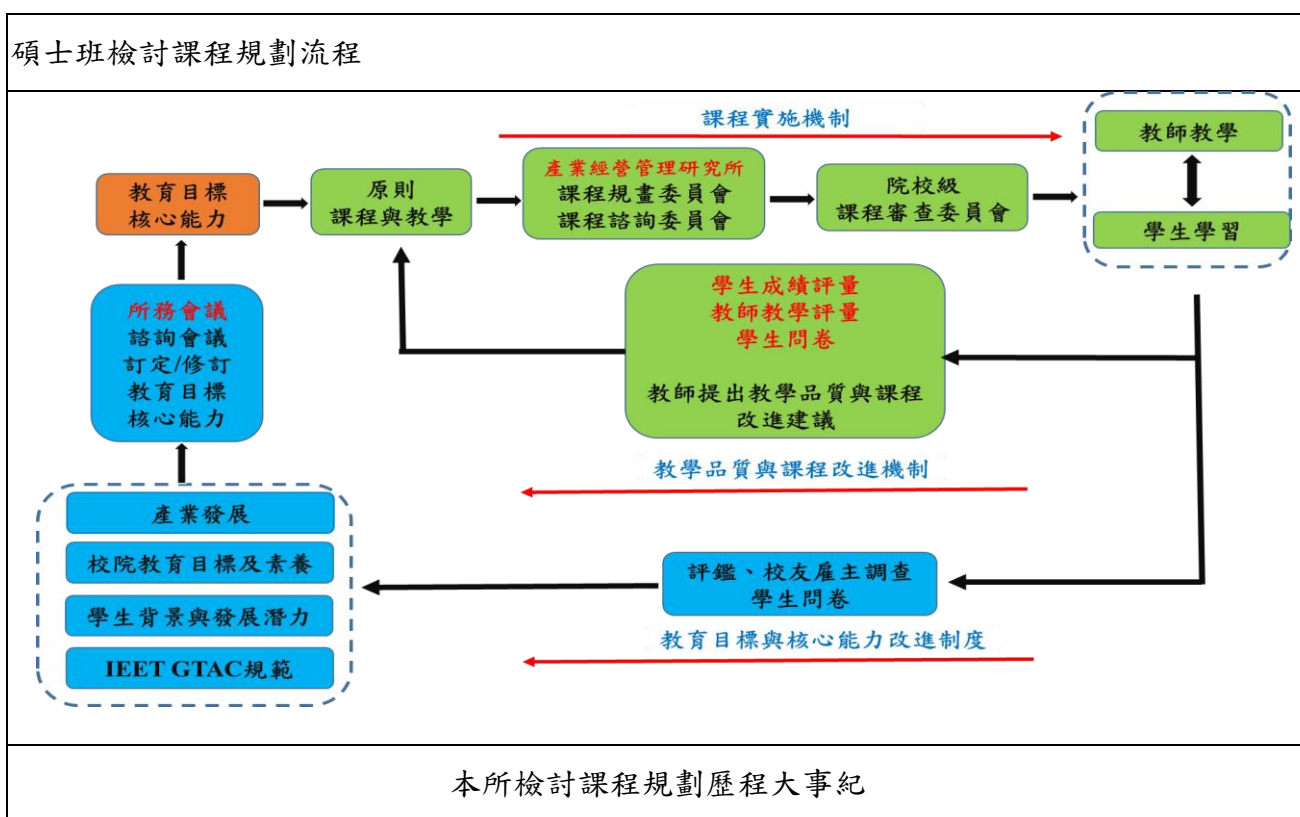 碩士班檢討課程規劃流程
課程實施機制
教育目標
核心能力
原則
課程與教學
產業經營管理研究所
課程規畫委員會
課程諮詢委員會
院校級
課程審查委員會
教師教學
學生學習
所務會議
諮詢會議
訂定/修訂
教育目標
核心能力
學生成績評量
教師教學評量
學生問卷
教師提出教學品質與課程
改進建議
教學品質與課程改進機制
產業發展
校院教育目標及素養
學生背景與發展潛力
IEET GTAC規範
評鑑、校友雇主調查
學生問卷
教育目標與核心能力改進制度
本所檢討課程規劃歷程大事紀